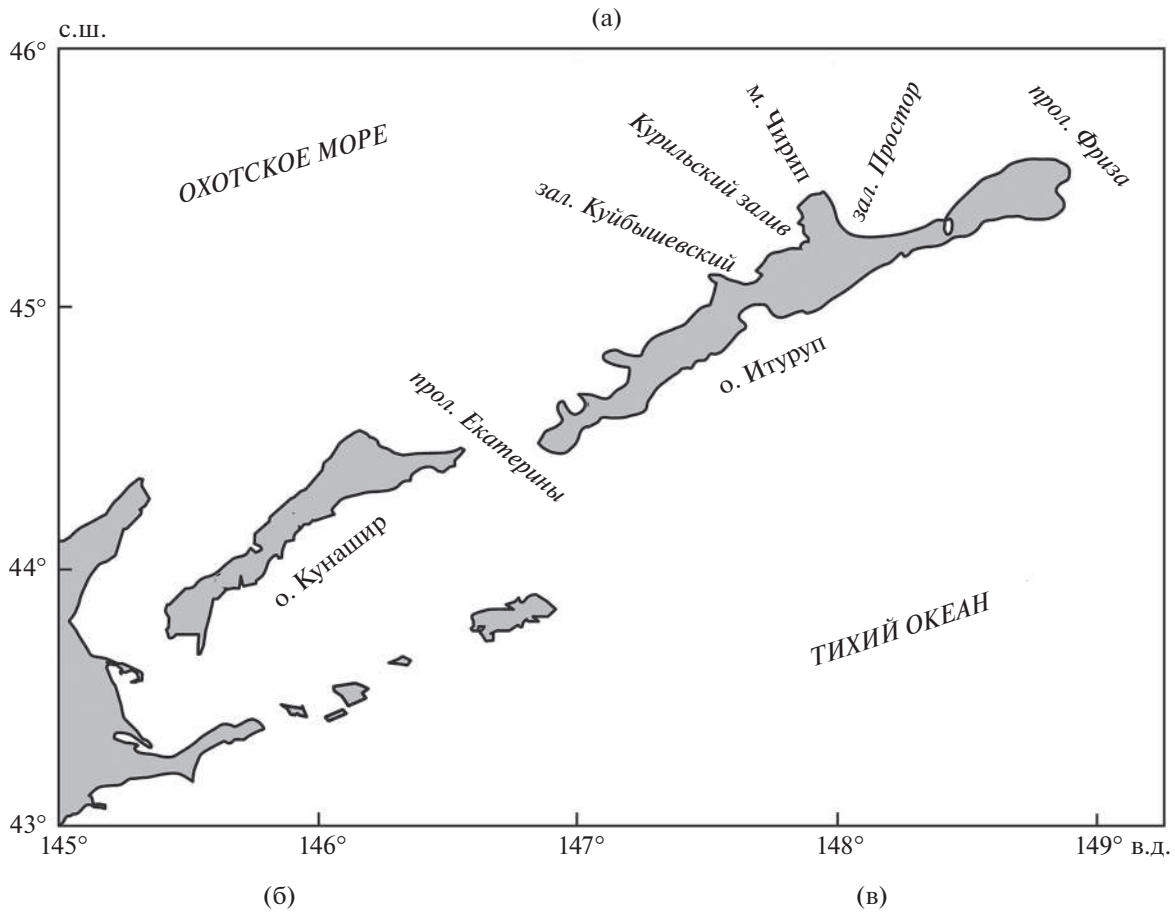 (а)
с.ш.
46°
ОХОТСКОЕ МОРЕ
зал. Куйбышевский
Курильский залив
м. Чирип
зал. Простор
прол. Фриза
45°
о. Итуруп
прол. Екатерины
44°
о. Кунашир
ТИХИЙ ОКЕАН
43°
145° 146° 147° 148° 149° в.д.
(б) (в)